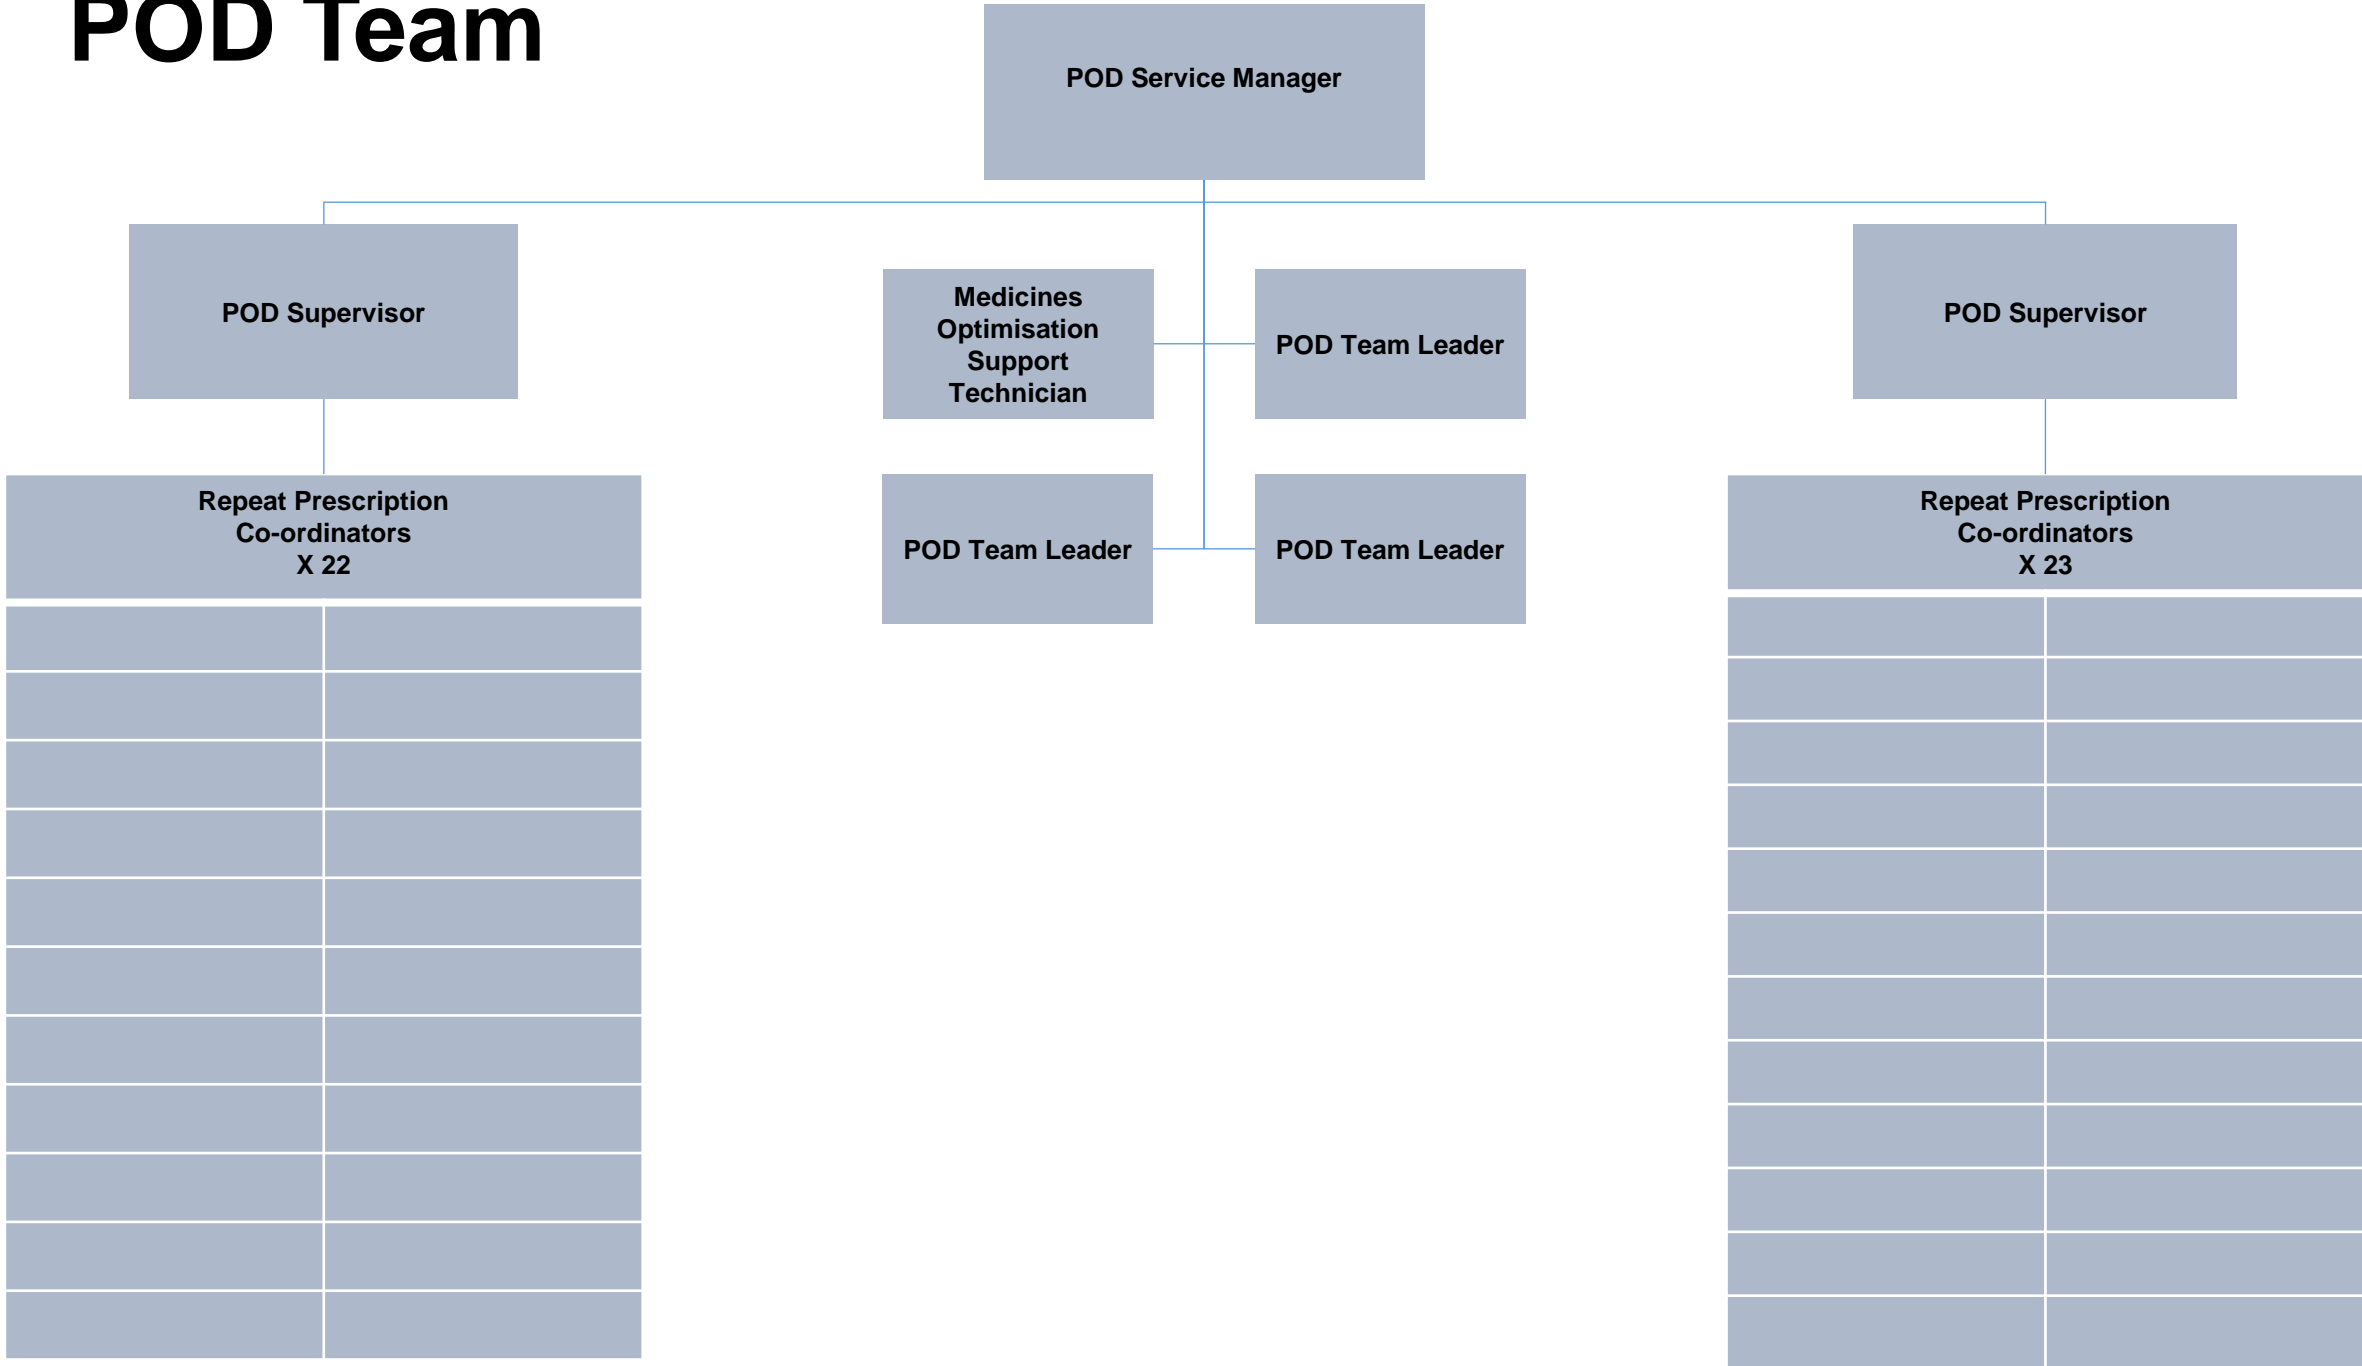 POD Team
POD Service Manager
POD Supervisor
Medicines
Optimisation
Support
Technician
POD Team Leader
POD Supervisor
Repeat Prescription
Co-ordinators
X 22
POD Team Leader
POD Team Leader
Repeat Prescription
Co-ordinators
X 23